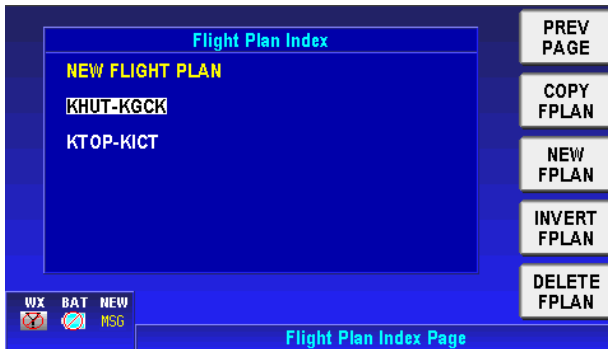 Flight Plan Index
NEW FLIGHT PLAN
KHUT-KGCK
KTOP-KICT
PREV
PAGE
COPY
FPLAN
NEW
FPLAN
INVERT
FPLAN
DELETE
FPLAN
WX BAT NEW
MSG
Flight Plan Index Page